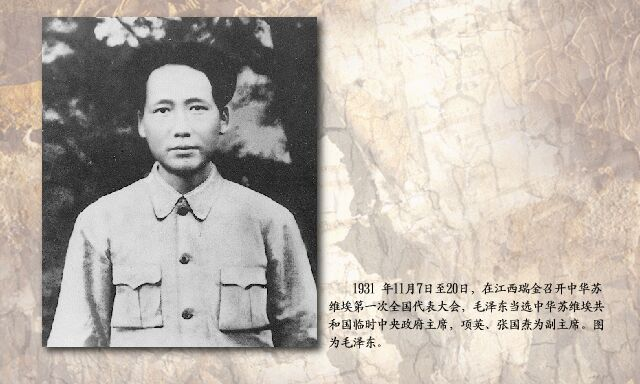 1931 年11月7日至20日，在江西瑞金召开中华苏
维埃第一次全国代表大会，毛泽东当选中华苏维埃共
和国临时中央政府主席，项英、张国焘为副主席。图
为毛泽东。